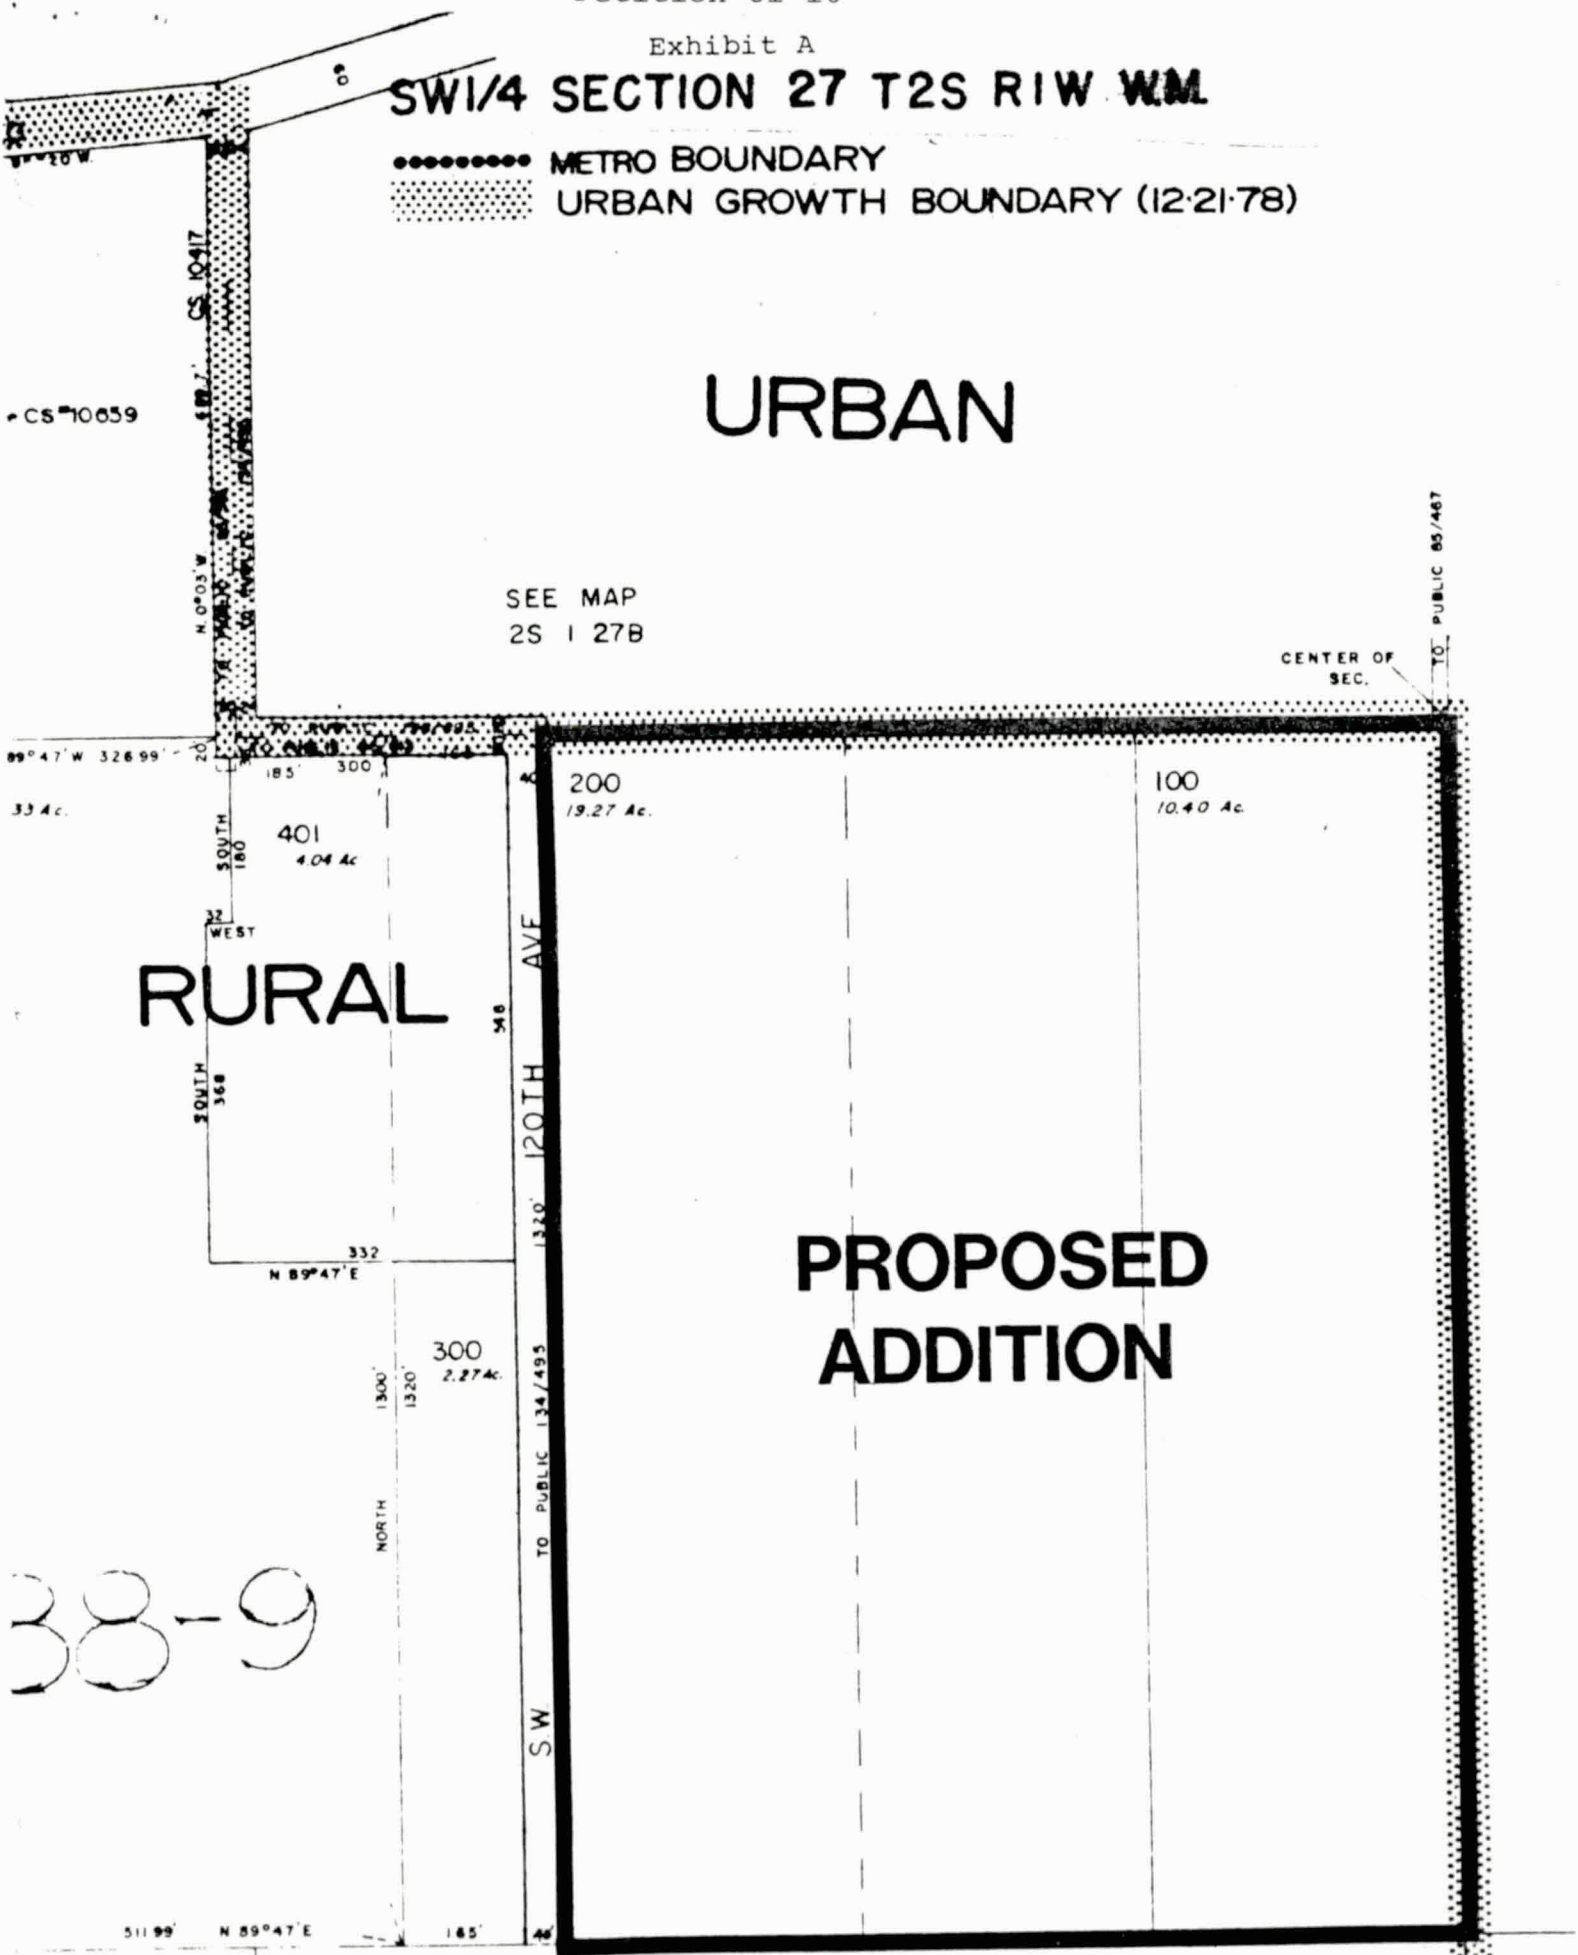 Exhibit A
SW1/4 SECTION 27 T2S R1W W.M.
METRO BOUNDARY
URBAN GROWTH BOUNDARY (12·21·78)
60
CS 10417
CS 10659
URBAN
N. 0°03' W
SEE MAP
2S 1 27B
TO PUBLIC 85/467
CENTER OF
SEC.
89°47' W 326.99'
20
185'
300'
40
200
19.27 Ac.
100
10.40 Ac.
33 Ac.
401
4.04 Ac
SOUTH
180
32
WEST
RURAL
548
SOUTH
368
S.W. 120TH AVE
1320'
332
N 89°47' E
PROPOSED
ADDITION
300
2.27 Ac.
1300'
1320'
NORTH
TO PUBLIC 134/495
38-9
511.99'
N 89°47' E
165'
40'